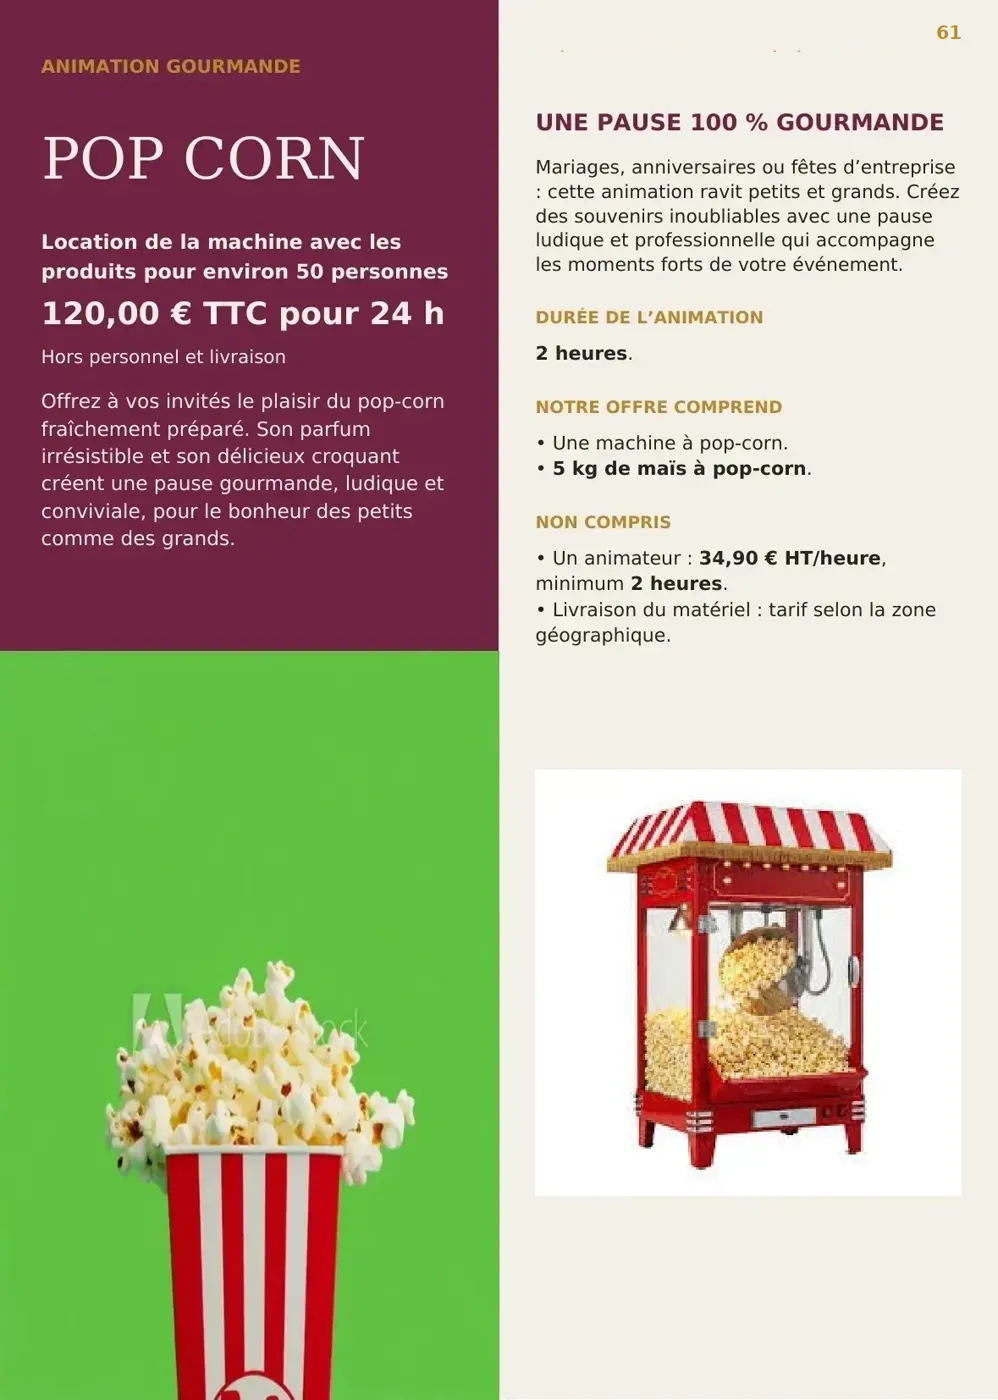 61
ANIMATION GOURMANDE
POP CORN
Location de la machine avec les
produits pour environ 50 personnes
120,00 € TTC pour 24 h
Hors personnel et livraison
Offrez à vos invités le plaisir du pop-corn
fraîchement préparé. Son parfum
irrésistible et son délicieux croquant
créent une pause gourmande, ludique et
conviviale, pour le bonheur des petits
comme des grands.
UNE PAUSE 100 % GOURMANDE
Mariages, anniversaires ou fêtes d’entreprise
: cette animation ravit petits et grands. Créez
des souvenirs inoubliables avec une pause
ludique et professionnelle qui accompagne
les moments forts de votre événement.
DURÉE DE L’ANIMATION
2 heures.
NOTRE OFFRE COMPREND
• Une machine à pop-corn.
• 5 kg de maïs à pop-corn.
NON COMPRIS
• Un animateur : 34,90 € HT/heure,
minimum 2 heures.
• Livraison du matériel : tarif selon la zone
géographique.
Adobe Stock